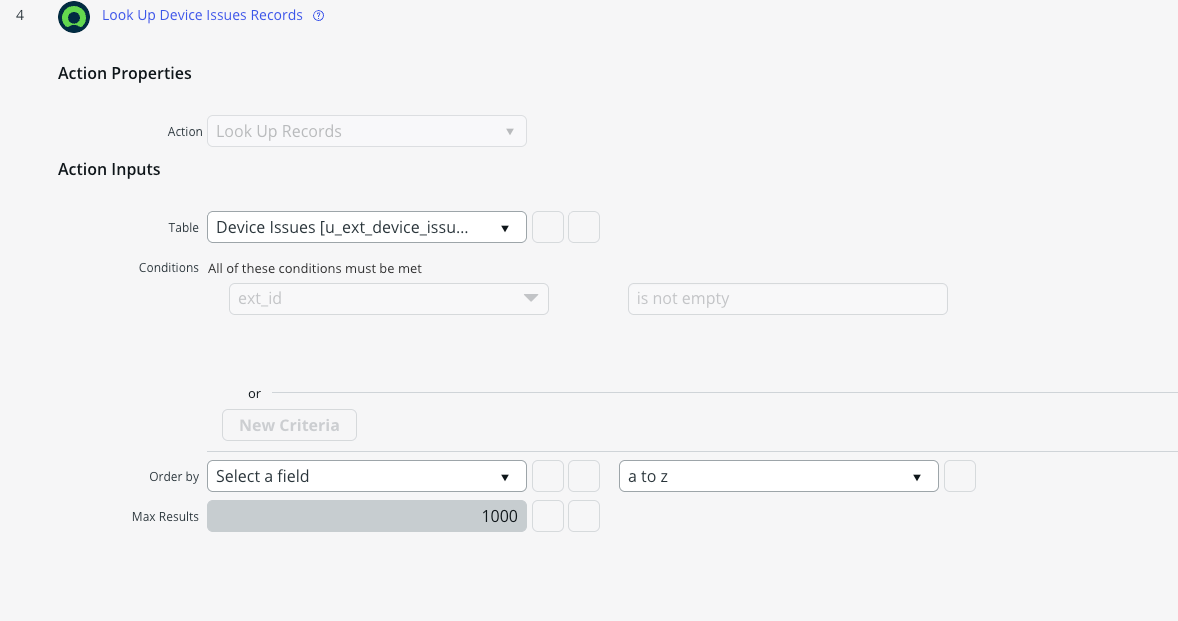 4 Look Up Device Issues Records
Action Properties
Action Look Up Records
Action Inputs
Table Device Issues [u_ext_device_issu...
Conditions All of these conditions must be met
ext_id is not empty
or
New Criteria
Order by Select a field a to z
Max Results 1000